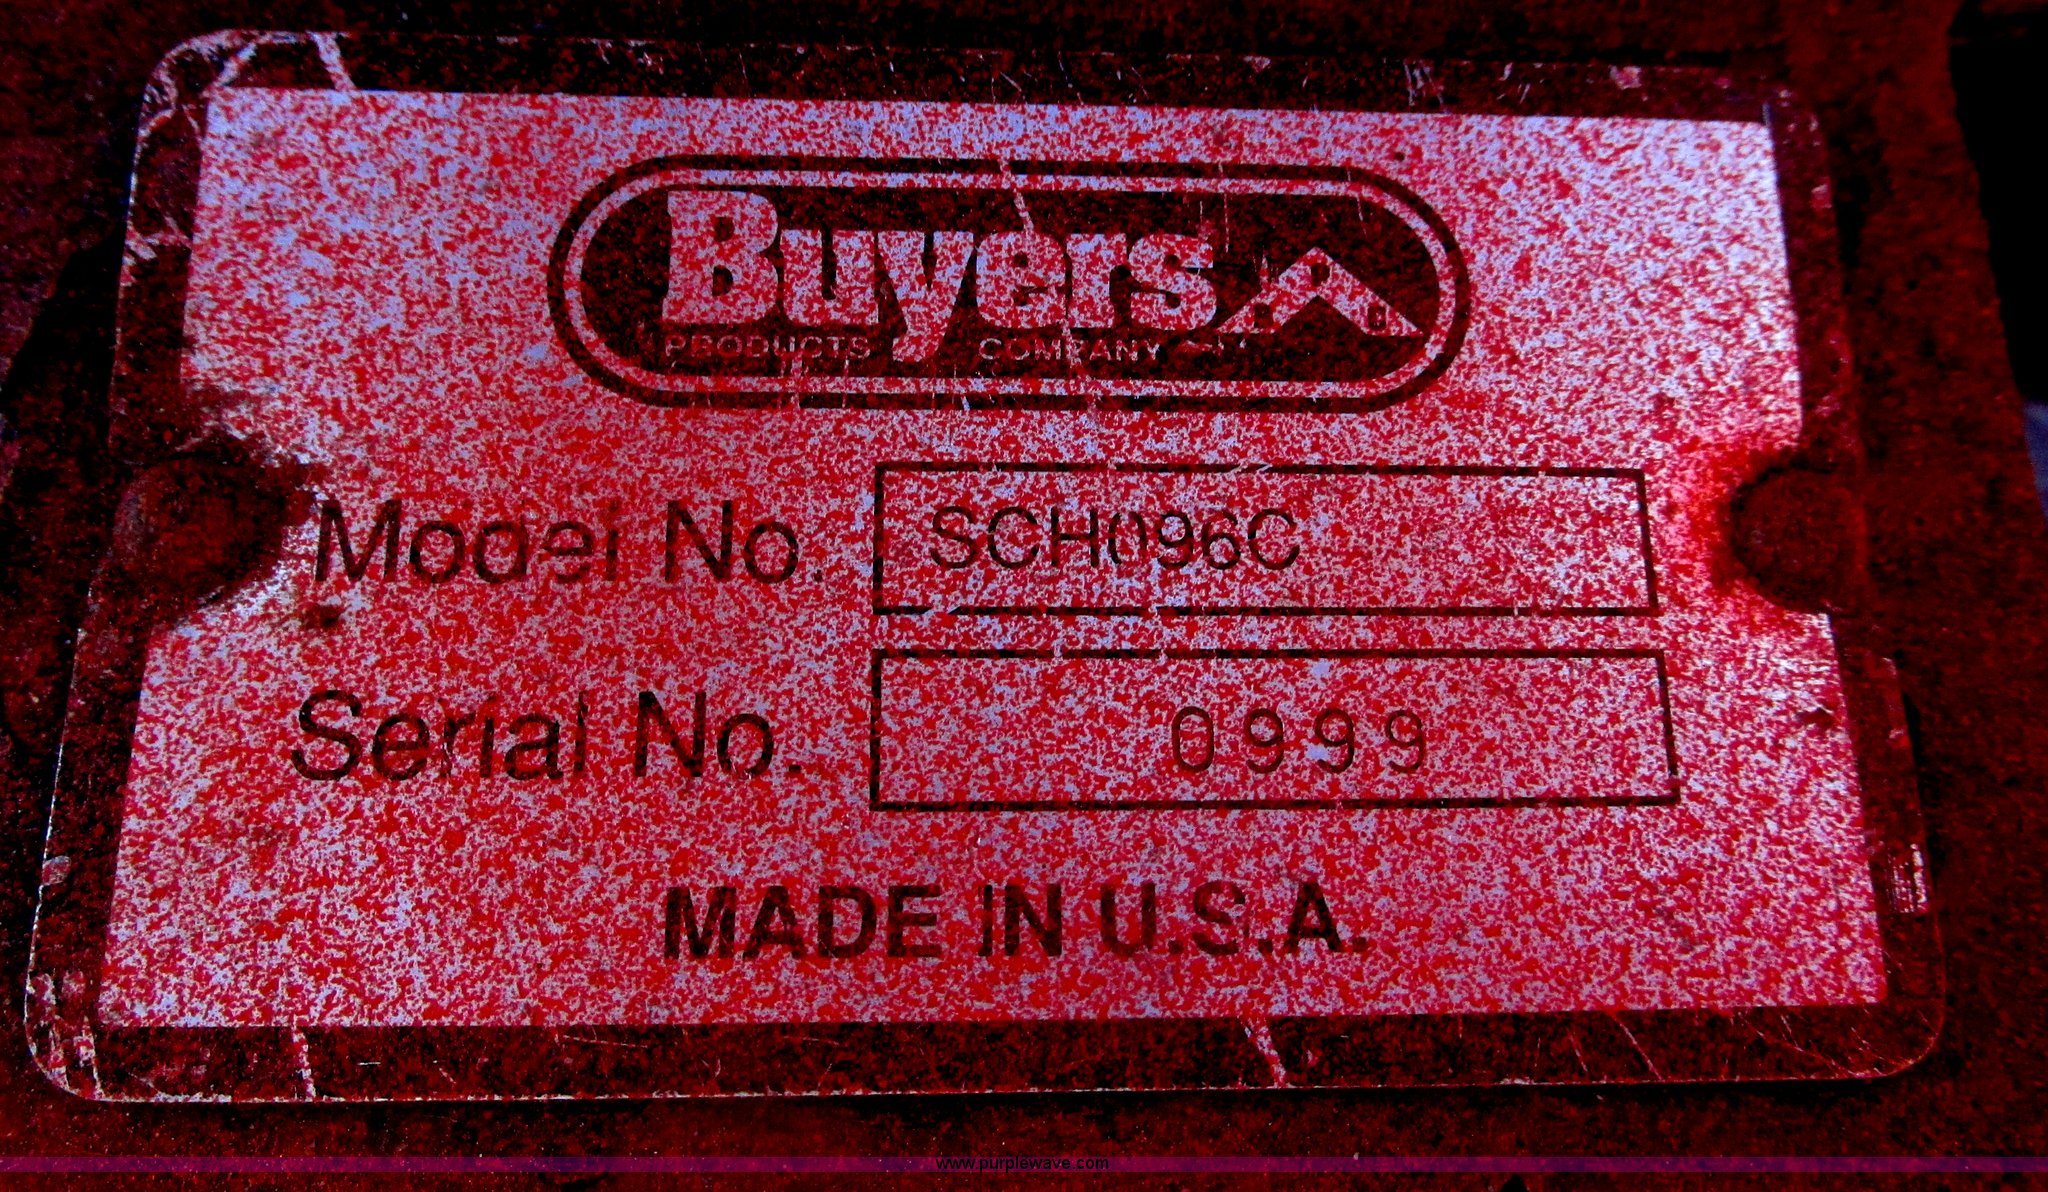 Buyers
PRODUCTS COMPANY
Model No. SCH096C
Serial No. 0999
MADE IN U.S.A.
www.purplewave.com